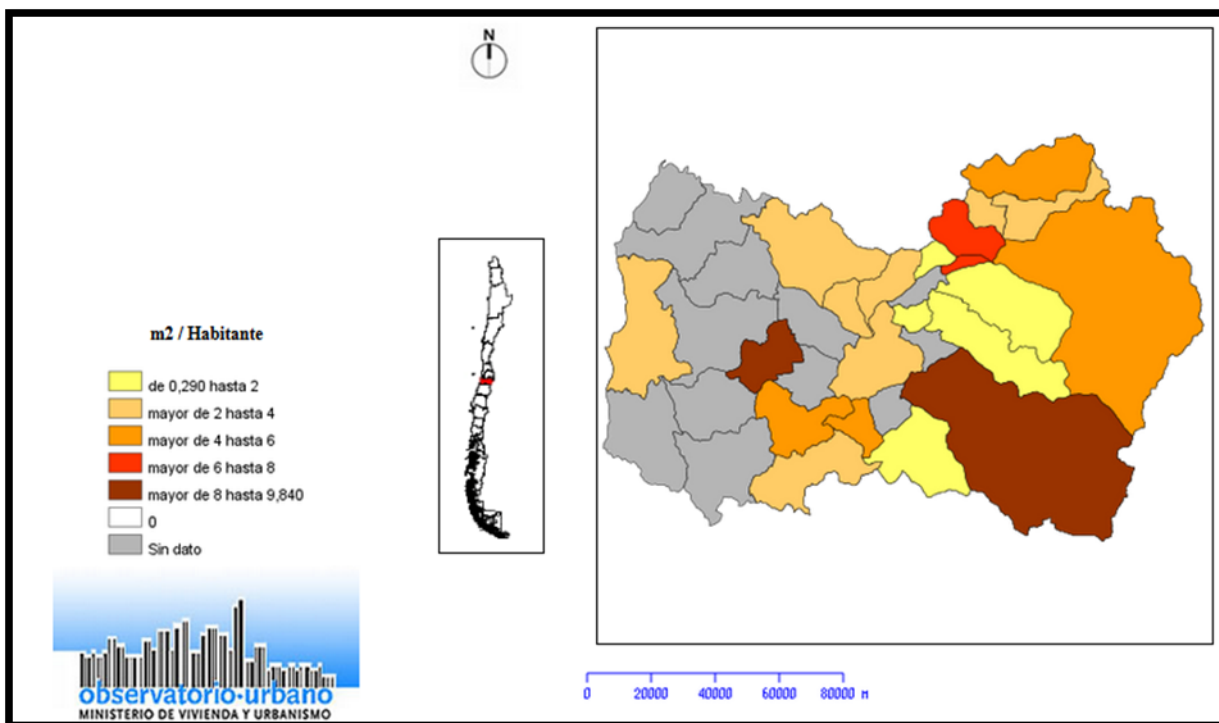 N
m2 / Habitante
de 0,290 hasta 2
mayor de 2 hasta 4
mayor de 4 hasta 6
mayor de 6 hasta 8
mayor de 8 hasta 9,840
0
Sin dato
observatorio·urbano
MINISTERIO DE VIVIENDA Y URBANISMO
0 20000 40000 60000 80000 M